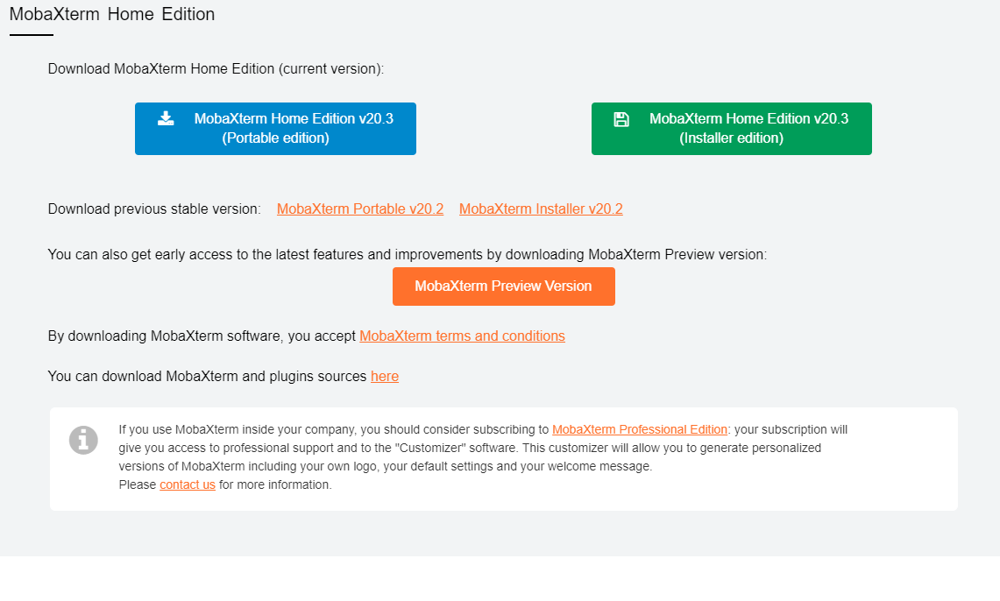 MobaXterm Home Edition
Download MobaXterm Home Edition (current version):
MobaXterm Home Edition v20.3
(Portable edition)
MobaXterm Home Edition v20.3
(Installer edition)
Download previous stable version: MobaXterm Portable v20.2 MobaXterm Installer v20.2
You can also get early access to the latest features and improvements by downloading MobaXterm Preview version:
MobaXterm Preview Version
By downloading MobaXterm software, you accept MobaXterm terms and conditions
You can download MobaXterm and plugins sources here
If you use MobaXterm inside your company, you should consider subscribing to MobaXterm Professional Edition: your subscription will
give you access to professional support and to the "Customizer" software. This customizer will allow you to generate personalized
versions of MobaXterm including your own logo, your default settings and your welcome message.
Please contact us for more information.